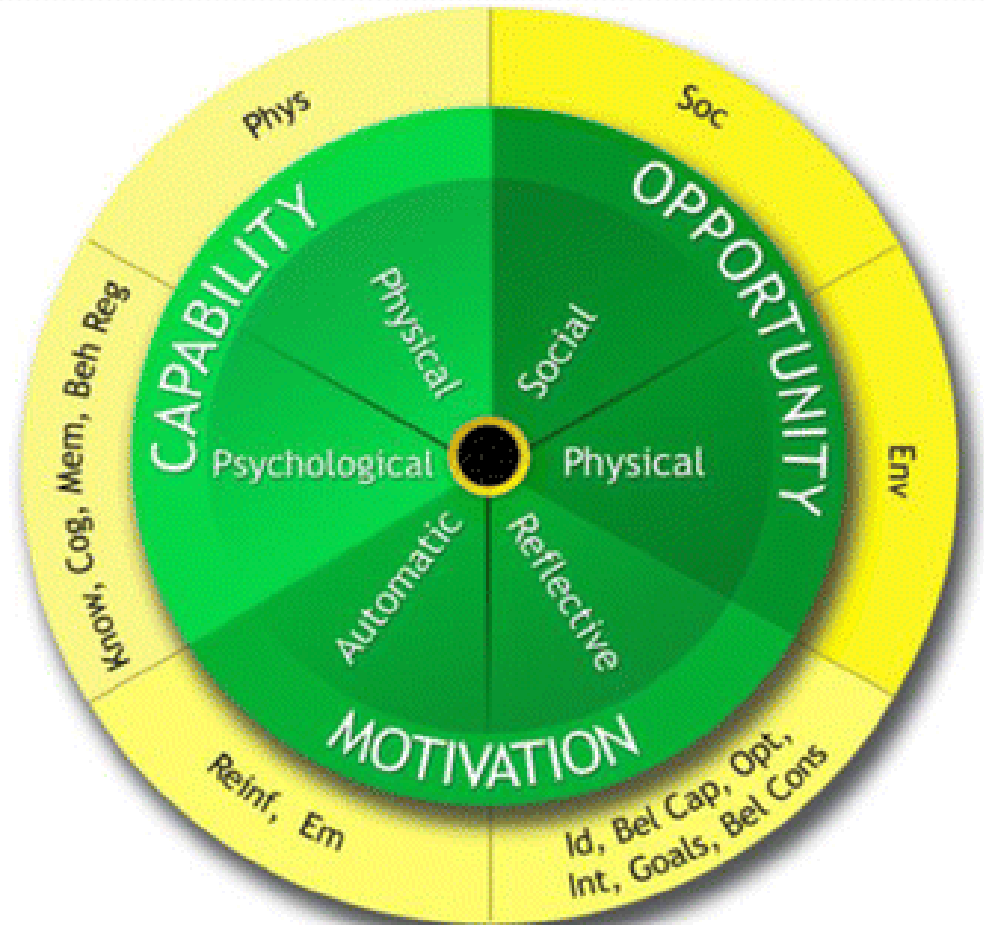 Phys
Soc
CAPABILITY
OPPORTUNITY
Physical
Social
Know, Cog, Mem, Beh Reg
Psychological
Physical
Env
Automatic
Reflective
MOTIVATION
Reinf, Em
Id, Bel Cap, Opt,
Int, Goals, Bel Cons